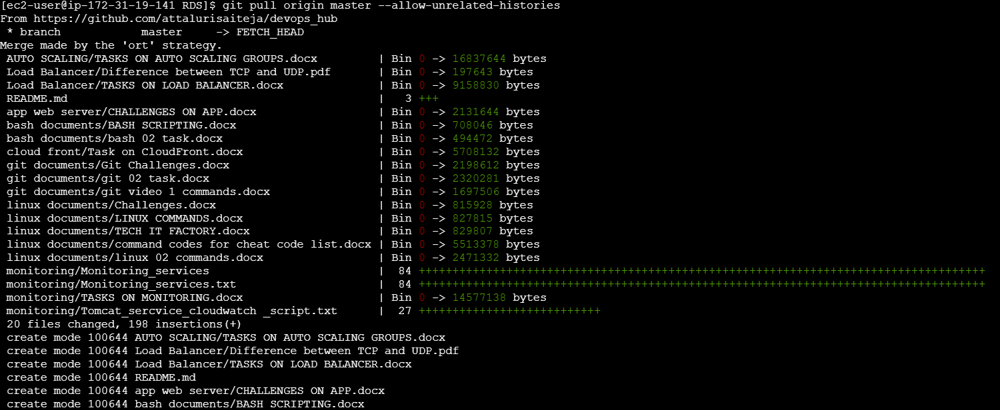 [ec2-user@ip-172-31-19-141 RDS]$ git pull origin master --allow-unrelated-histories
From https://github.com/attalurisaiteja/devops_hub
 * branch            master     -> FETCH_HEAD
Merge made by the 'ort' strategy.
 AUTO SCALING/TASKS ON AUTO SCALING GROUPS.docx         | Bin 0 -> 16837644 bytes
 Load Balancer/Difference between TCP and UDP.pdf       | Bin 0 -> 197643 bytes
 Load Balancer/TASKS ON LOAD BALANCER.docx              | Bin 0 -> 9158830 bytes
 README.md                                              |   3 +++
 app web server/CHALLENGES ON APP.docx                  | Bin 0 -> 2131644 bytes
 bash documents/BASH SCRIPTING.docx                     | Bin 0 -> 708046 bytes
 bash documents/bash 02 task.docx                       | Bin 0 -> 494472 bytes
 cloud front/Task on CloudFront.docx                    | Bin 0 -> 5708132 bytes
 git documents/Git Challenges.docx                      | Bin 0 -> 2198612 bytes
 git documents/git 02 task.docx                         | Bin 0 -> 2320281 bytes
 git documents/git video 1 commands.docx                | Bin 0 -> 1697506 bytes
 linux documents/Challenges.docx                        | Bin 0 -> 815928 bytes
 linux documents/LINUX COMMANDS.docx                    | Bin 0 -> 827815 bytes
 linux documents/TECH IT FACTORY.docx                   | Bin 0 -> 829807 bytes
 linux documents/command codes for cheat code list.docx | Bin 0 -> 5513378 bytes
 linux documents/linux 02 commands.docx                 | Bin 0 -> 2471332 bytes
 monitoring/Monitoring_services                         |  84 ++++++++++++++++++++++++++++++++++++++++++++++++++++++++++++++++++++++++++++++++++++
 monitoring/Monitoring_services.txt                     |  84 ++++++++++++++++++++++++++++++++++++++++++++++++++++++++++++++++++++++++++++++++++++
 monitoring/TASKS ON MONITORING.docx                    | Bin 0 -> 14577138 bytes
 monitoring/Tomcat_sercvice_cloudwatch _script.txt      |  27 +++++++++++++++++++++++++++
 20 files changed, 198 insertions(+)
 create mode 100644 AUTO SCALING/TASKS ON AUTO SCALING GROUPS.docx
 create mode 100644 Load Balancer/Difference between TCP and UDP.pdf
 create mode 100644 Load Balancer/TASKS ON LOAD BALANCER.docx
 create mode 100644 README.md
 create mode 100644 app web server/CHALLENGES ON APP.docx
 create mode 100644 bash documents/BASH SCRIPTING.docx